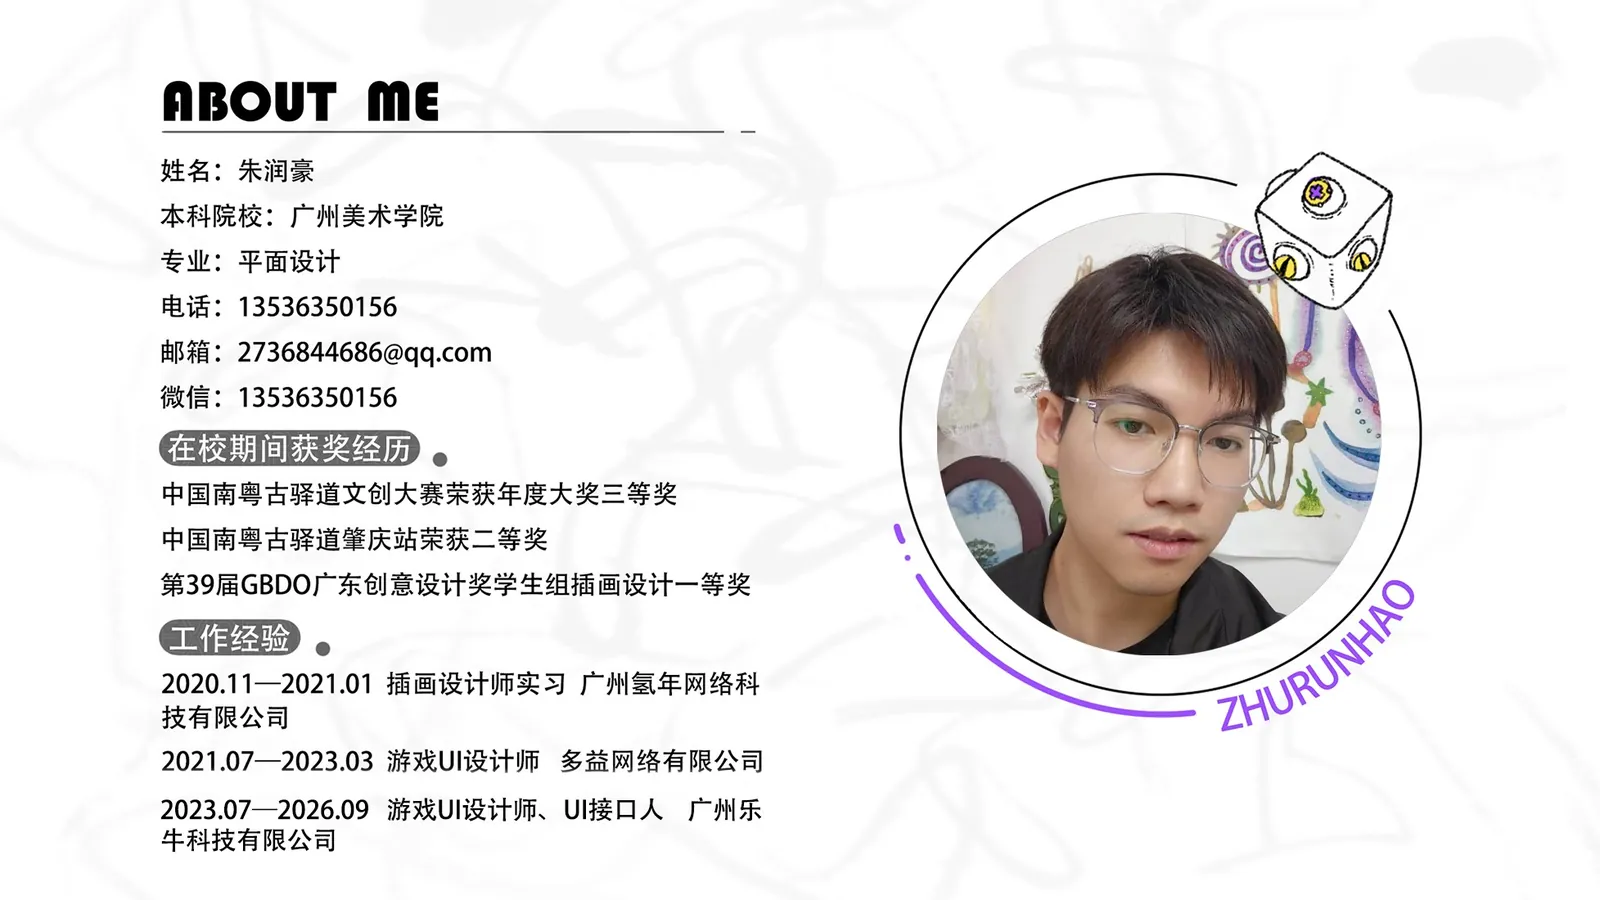 ABOUT ME
姓名：朱润豪
本科院校：广州美术学院
专业：平面设计
电话：13536350156
邮箱：2736844686@qq.com
微信：13536350156
在校期间获奖经历
中国南粤古驿道文创大赛荣获年度大奖三等奖
中国南粤古驿道肇庆站荣获二等奖
第39届GBDO广东创意设计奖学生组插画设计一等奖
工作经验
2020.11—2021.01 插画设计师实习 广州氢年网络科
技有限公司
2021.07—2023.03 游戏UI设计师 多益网络有限公司
2023.07—2026.09 游戏UI设计师、UI接口人 广州乐
牛科技有限公司
ZHURUNHAO